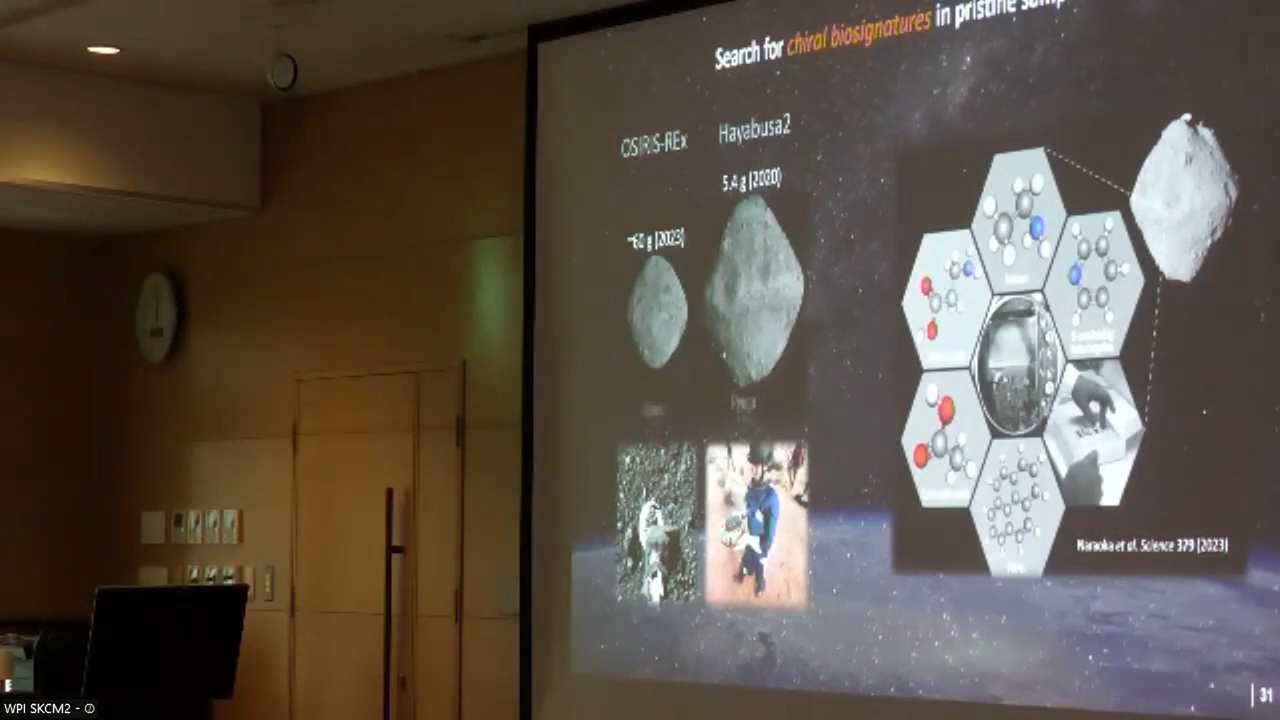 Search for chiral biosignatures in pristine
OSIRIS-REx
Hayabusa2
5.4 g (2020)
~60 g (2023)
Naraoka et al. Science 379 (2023)
| 31
WPI SKCM2 -